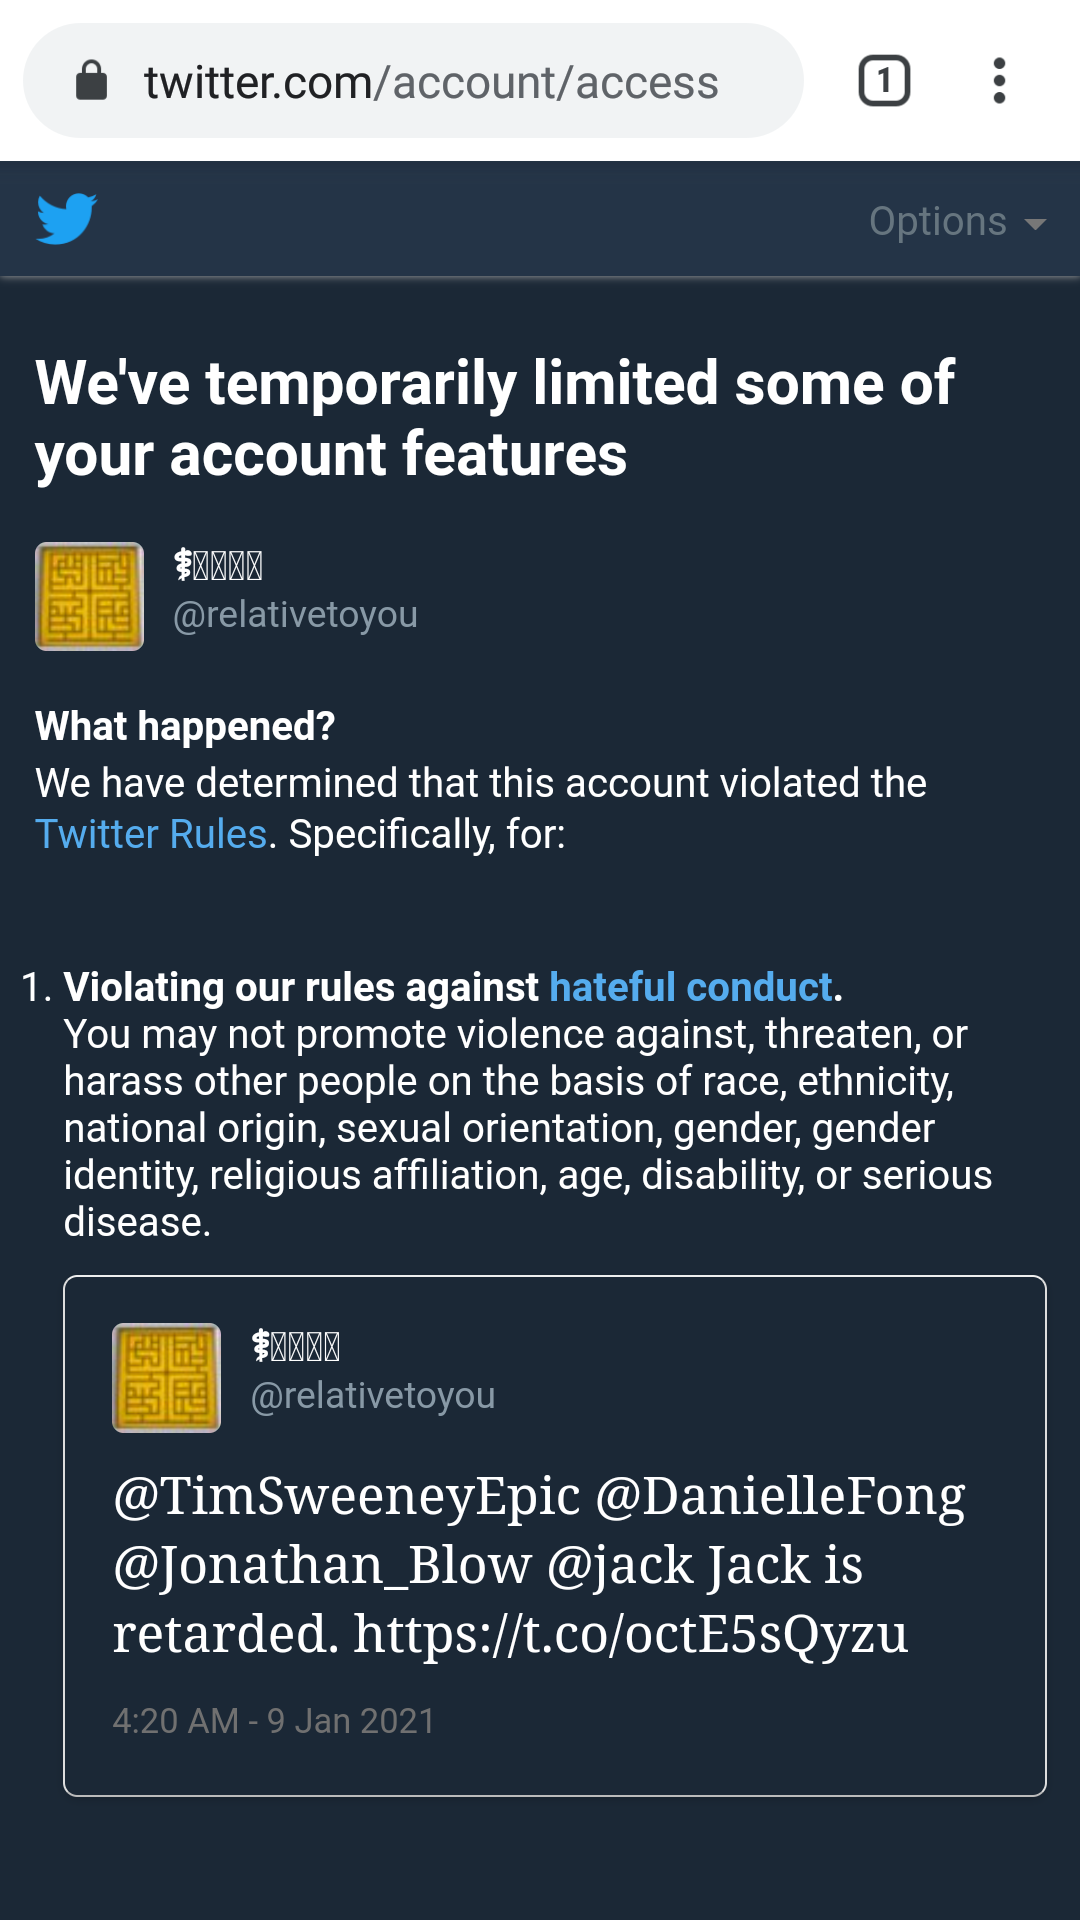 twitter.com/account/access
1
Options
We've temporarily limited some of
your account features
@relativetoyou
What happened?
We have determined that this account violated the
Twitter Rules. Specifically, for:
1. Violating our rules against hateful conduct.
You may not promote violence against, threaten, or
harass other people on the basis of race, ethnicity,
national origin, sexual orientation, gender, gender
identity, religious affiliation, age, disability, or serious
disease.
@relativetoyou
@TimSweeneyEpic @DanielleFong
@Jonathan_Blow @jack Jack is
retarded. https://t.co/octE5sQyzu
4:20 AM - 9 Jan 2021